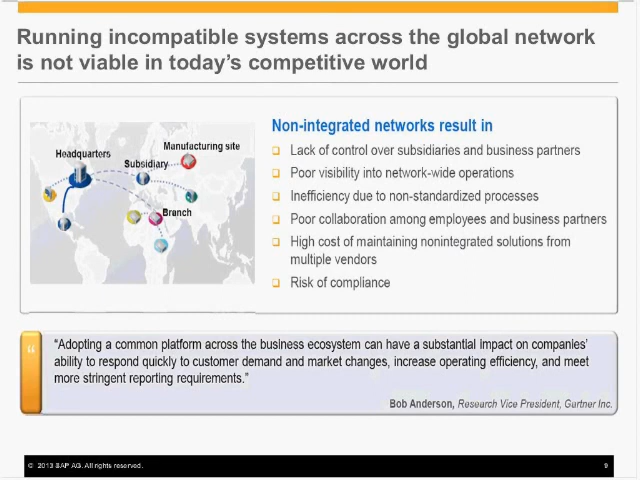 Running incompatible systems across the global network
is not viable in today's competitive world
Headquarters
Subsidiary
Manufacturing site
Branch
Non-integrated networks result in
Lack of control over subsidiaries and business partners
Poor visibility into network-wide operations
Inefficiency due to non-standardized processes
Poor collaboration among employees and business partners
High cost of maintaining nonintegrated solutions from
multiple vendors
Risk of compliance
“
“Adopting a common platform across the business ecosystem can have a substantial impact on companies’
ability to respond quickly to customer demand and market changes, increase operating efficiency, and meet
more stringent reporting requirements.”
Bob Anderson, Research Vice President, Gartner Inc.
© 2013 SAP AG. All rights reserved.
9